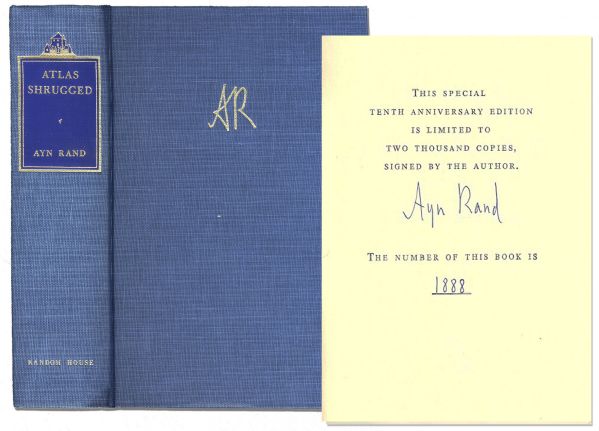 ATLAS
SHRUGGED
AYN RAND
RANDOM HOUSE
AR
THIS SPECIAL
TENTH ANNIVERSARY EDITION
IS LIMITED TO
TWO THOUSAND COPIES,
SIGNED BY THE AUTHOR.
Ayn Rand
THE NUMBER OF THIS BOOK IS
1888